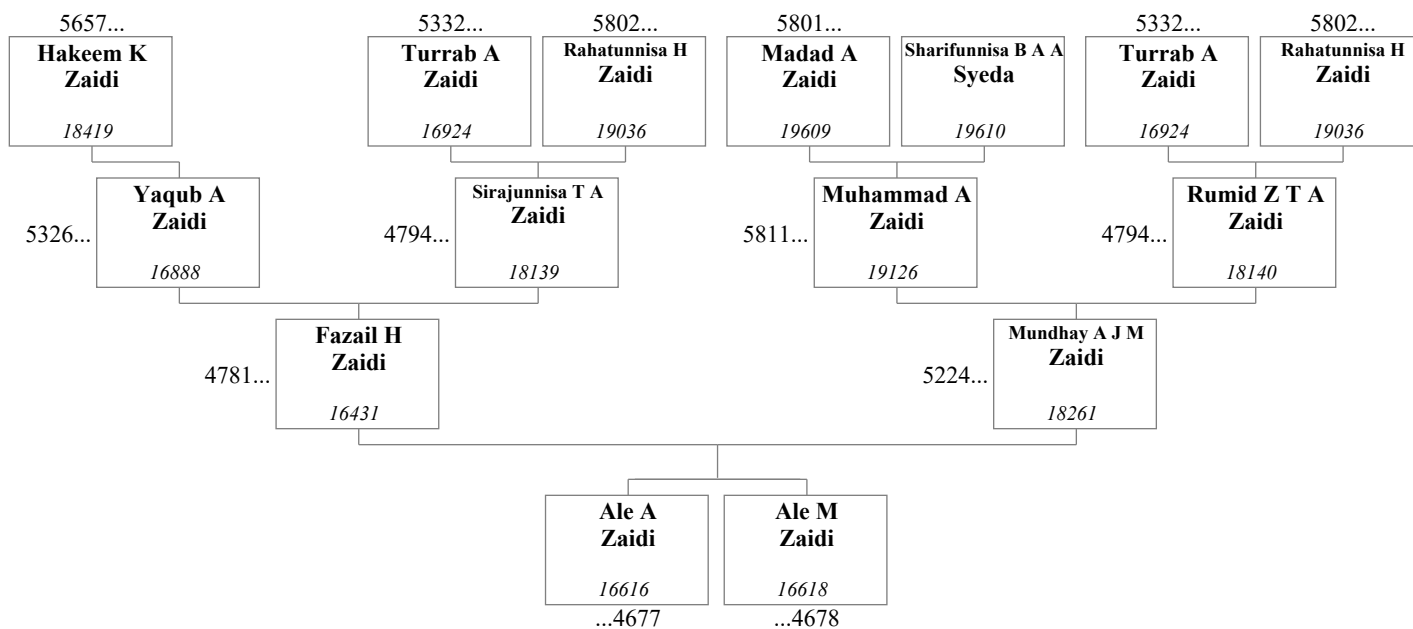 5657... 5332... 5802... 5801... 5332... 5802...
Hakeem K Turrab A Rahatunnisa H Madad A Sharifunnisa B A A Turrab A Rahatunnisa H
Zaidi Zaidi Zaidi Zaidi Syeda Zaidi Zaidi
18419 16924 19036 19609 19610 16924 19036
Yaqub A Sirajunnisa T A Muhammad A Rumid Z T A
Zaidi Zaidi Zaidi Zaidi
5326... 4794... 5811... 4794...
16888 18139 19126 18140
Fazail H Mundhay A J M
Zaidi Zaidi
4781... 5224...
16431 18261
Ale A Ale M
Zaidi Zaidi
16616 16618
...4677 ...4678